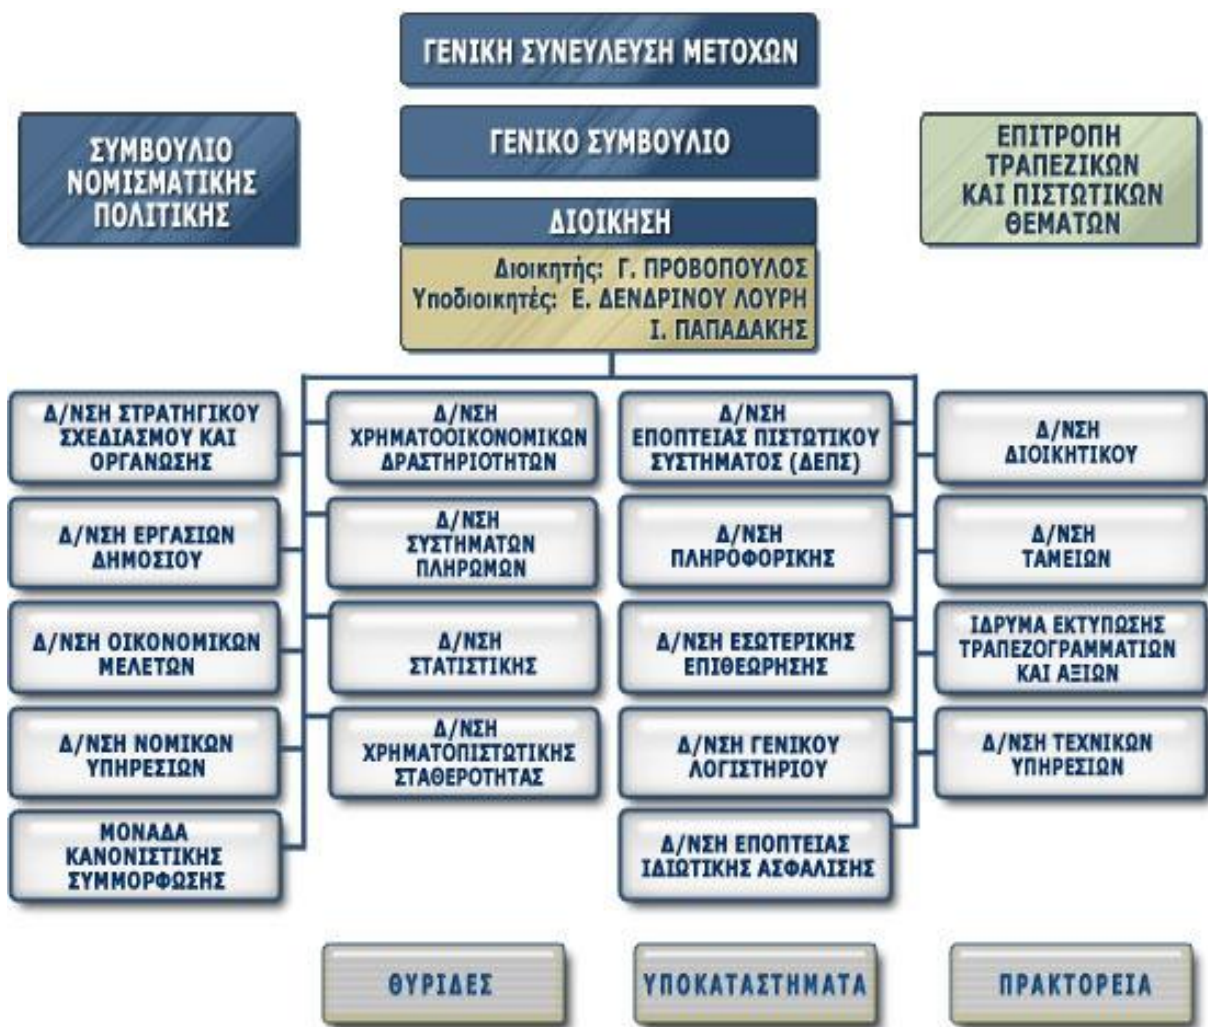 ΓΕΝΙΚΗ ΣΥΝΕΥΛΕΥΣΗ ΜΕΤΟΧΩΝ
ΓΕΝΙΚΟ ΣΥΜΒΟΥΛΙΟ
ΣΥΜΒΟΥΛΙΟ
ΝΟΜΙΣΜΑΤΙΚΗΣ
ΠΟΛΙΤΙΚΗΣ
ΕΠΙΤΡΟΠΗ
ΤΡΑΠΕΖΙΚΩΝ
ΚΑΙ ΠΙΣΤΩΤΙΚΩΝ
ΘΕΜΑΤΩΝ
ΔΙΟΙΚΗΣΗ
Διοικητής: Γ. ΠΡΟΒΟΠΟΥΛΟΣ
Υποδιοικητές: Ε. ΔΕΝΔΡΙΝΟΥ ΛΟΥΡΗ
Ι. ΠΑΠΑΔΑΚΗΣ
Δ/ΝΣΗ ΣΤΡΑΤΗΓΙΚΟΥ
ΣΧΕΔΙΑΣΜΟΥ ΚΑΙ
ΟΡΓΑΝΩΣΗΣ
Δ/ΝΣΗ
ΧΡΗΜΑΤΟΟΙΚΟΝΟΜΙΚΩΝ
ΔΡΑΣΤΗΡΙΟΤΗΤΩΝ
Δ/ΝΣΗ
ΕΠΟΠΤΕΙΑΣ ΠΙΣΤΩΤΙΚΟΥ
ΣΥΣΤΗΜΑΤΟΣ (ΔΕΠΣ)
Δ/ΝΣΗ
ΔΙΟΙΚΗΤΙΚΟΥ
Δ/ΝΣΗ ΕΡΓΑΣΙΩΝ
ΔΗΜΟΣΙΟΥ
Δ/ΝΣΗ
ΣΥΣΤΗΜΑΤΩΝ
ΠΛΗΡΩΜΩΝ
Δ/ΝΣΗ
ΠΛΗΡΟΦΟΡΙΚΗΣ
Δ/ΝΣΗ
ΤΑΜΕΙΩΝ
Δ/ΝΣΗ ΟΙΚΟΝΟΜΙΚΩΝ
ΜΕΛΕΤΩΝ
Δ/ΝΣΗ
ΣΤΑΤΙΣΤΙΚΗΣ
Δ/ΝΣΗ ΕΣΩΤΕΡΙΚΗΣ
ΕΠΙΘΕΩΡΗΣΗΣ
ΙΔΡΥΜΑ ΕΚΤΥΠΩΣΗΣ
ΤΡΑΠΕΖΟΓΡΑΜΜΑΤΙΩΝ
ΚΑΙ ΑΞΙΩΝ
Δ/ΝΣΗ ΝΟΜΙΚΩΝ
ΥΠΗΡΕΣΙΩΝ
Δ/ΝΣΗ
ΧΡΗΜΑΤΟΠΙΣΤΩΤΙΚΗΣ
ΣΤΑΘΕΡΟΤΗΤΑΣ
Δ/ΝΣΗ ΓΕΝΙΚΟΥ
ΛΟΓΙΣΤΗΡΙΟΥ
Δ/ΝΣΗ ΤΕΧΝΙΚΩΝ
ΥΠΗΡΕΣΙΩΝ
ΜΟΝΑΔΑ
ΚΑΝΟΝΙΣΤΙΚΗΣ
ΣΥΜΜΟΡΦΩΣΗΣ
Δ/ΝΣΗ ΕΠΟΠΤΕΙΑΣ
ΙΔΙΩΤΙΚΗΣ ΑΣΦΑΛΙΣΗΣ
ΘΥΡΙΔΕΣ
ΥΠΟΚΑΤΑΣΤΗΜΑΤΑ
ΠΡΑΚΤΟΡΕΙΑ